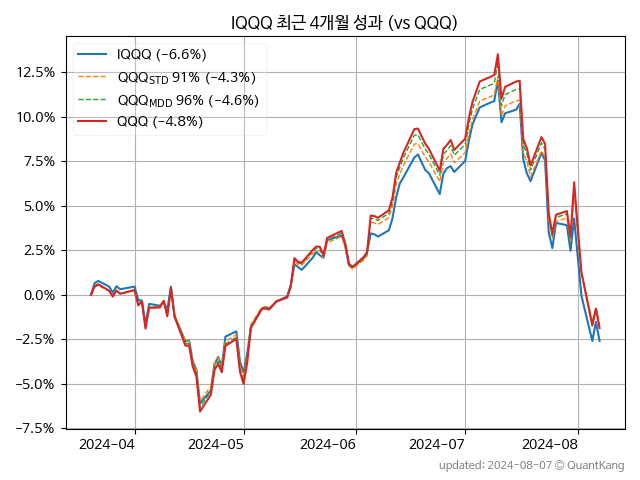 IQQQ 최근 4개월 성과 (vs QQQ)
IQQQ (−6.6%)
QQQSTD 91% (−4.3%)
QQQMDD 96% (−4.6%)
QQQ (−4.8%)
12.5%
10.0%
7.5%
5.0%
2.5%
0.0%
−2.5%
−5.0%
−7.5%
2024-04 2024-05 2024-06 2024-07 2024-08
updated: 2024-08-07 © QuantKang